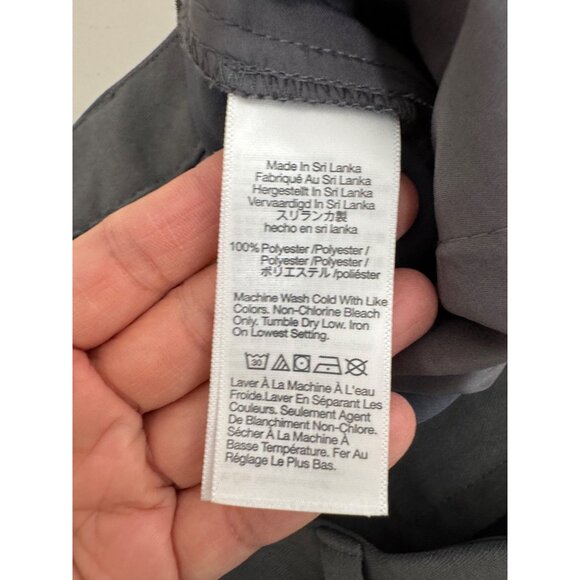 Made In Sri Lanka
Fabriqué Au Sri Lanka
Hergestellt In Sri Lanka
Vervaardigd In Sri Lanka
スリランカ製
hecho en sri lanka
100% Polyester /Polyester /
Polyester /Polyester /
ポリエステル /poliéster
Machine Wash Cold With Like
Colors. Non-Chlorine Bleach
Only. Tumble Dry Low. Iron
On Lowest Setting.
30
Laver À La Machine À L'eau
Froide.Laver En Séparant Les
Couleurs. Seulement Agent
De Blanchiment Non-Chlore.
Sécher À La Machine À
Basse Température. Fer Au
Réglage Le Plus Bas.